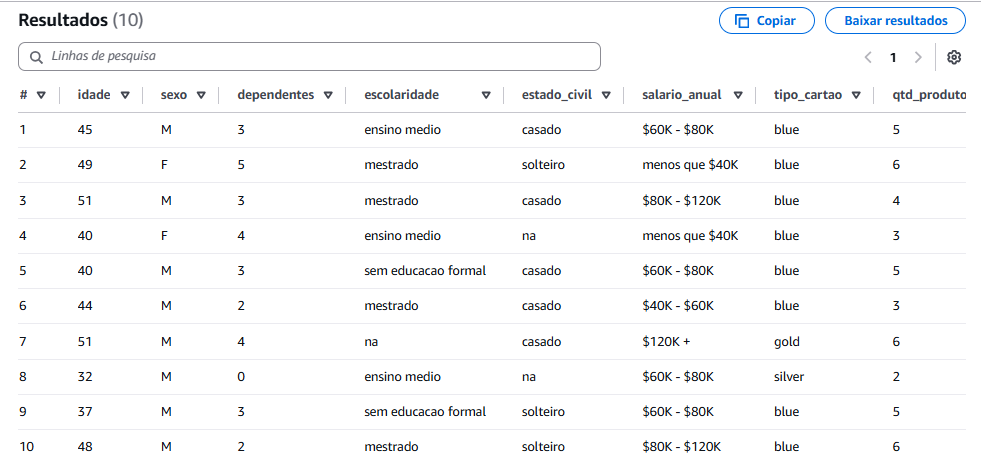 Resultados (10) Copiar Baixar resultados
Linhas de pesquisa 1
# idade sexo dependentes escolaridade estado_civil salario_anual tipo_cartao qtd_produto
1 45 M 3 ensino medio casado $60K - $80K blue 5
2 49 F 5 mestrado solteiro menos que $40K blue 6
3 51 M 3 mestrado casado $80K - $120K blue 4
4 40 F 4 ensino medio na menos que $40K blue 3
5 40 M 3 sem educacao formal casado $60K - $80K blue 5
6 44 M 2 mestrado casado $40K - $60K blue 3
7 51 M 4 na casado $120K + gold 6
8 32 M 0 ensino medio na $60K - $80K silver 2
9 37 M 3 sem educacao formal solteiro $60K - $80K blue 5
10 48 M 2 mestrado solteiro $80K - $120K blue 6